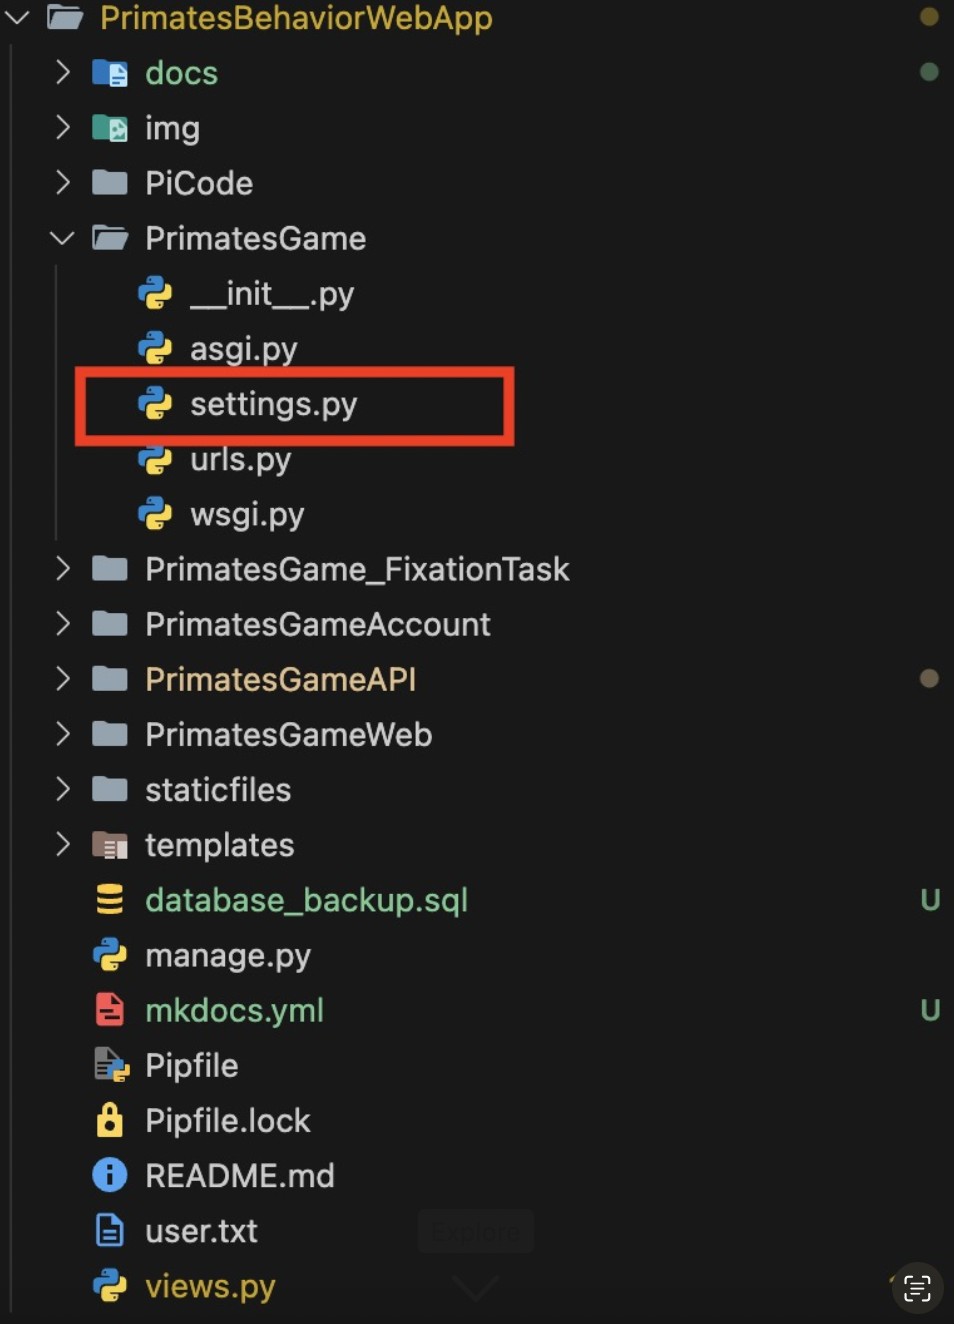 PrimatesBehaviorWebApp
docs
img
PiCode
PrimatesGame
__init__.py
asgi.py
settings.py
urls.py
wsgi.py
PrimatesGame_FixationTask
PrimatesGameAccount
PrimatesGameAPI
PrimatesGameWeb
staticfiles
templates
database_backup.sql U
manage.py
mkdocs.yml U
Pipfile
Pipfile.lock
README.md
user.txt
Explore
views.py